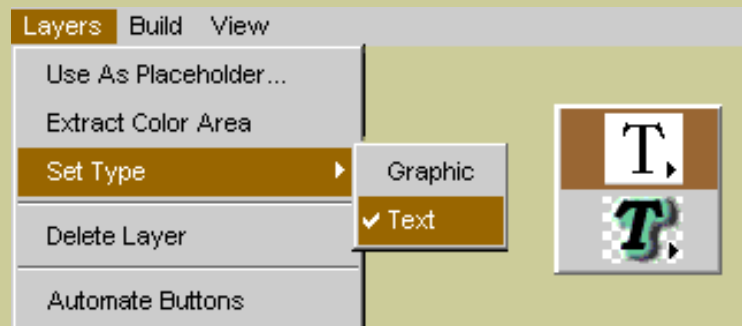 Layers Build View
Use As Placeholder...
Extract Color Area
Set Type
Graphic
Text
Delete Layer
Automate Buttons
T
T